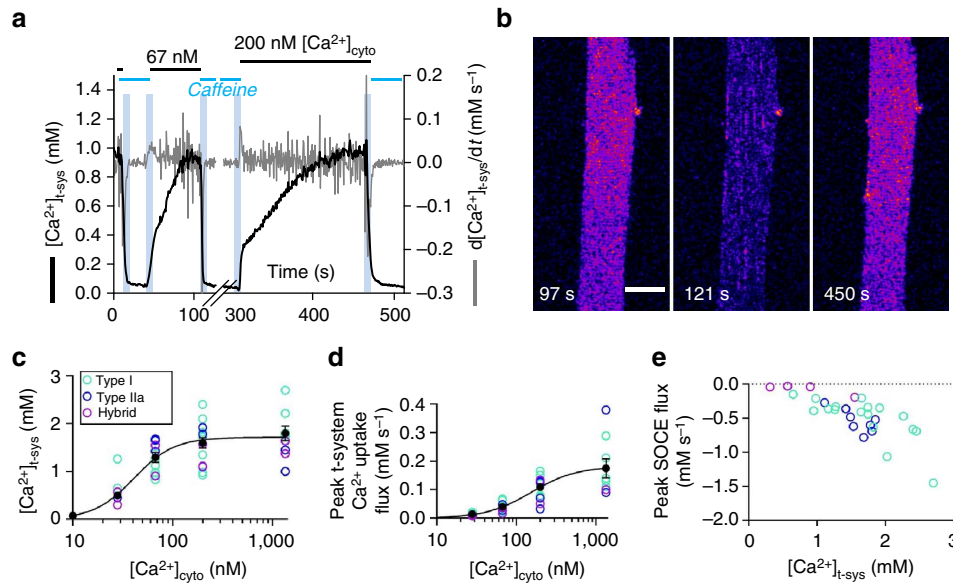 a
67 nM
200 nM [Ca²⁺]cyto
Caffeine
[Ca²⁺]t-sys (mM)
1.4
1.2
1.0
0.8
0.6
0.4
0.2
0.0
0.2
0.1
0.0
−0.1
−0.2
−0.3
d[Ca²⁺]t-sys/dt (mM s⁻¹)
Time (s)
0 100 300 400 500
b
97 s
121 s
450 s
c
Type I
Type IIa
Hybrid
[Ca²⁺]t-sys (mM)
3
2
1
0
10 100 1,000
[Ca²⁺]cyto (nM)
d
Peak t-system
Ca²⁺ uptake
flux (mM s⁻¹)
0.4
0.3
0.2
0.1
0.0
10 100 1,000
[Ca²⁺]cyto (nM)
e
Peak SOCE flux
(mM s⁻¹)
0.0
−0.5
−1.0
−1.5
−2.0
0 1 2 3
[Ca²⁺]t-sys (mM)